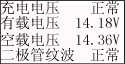 充电电压 正常
有载电压 14.18V
空载电压 14.36V
二极管纹波 正常